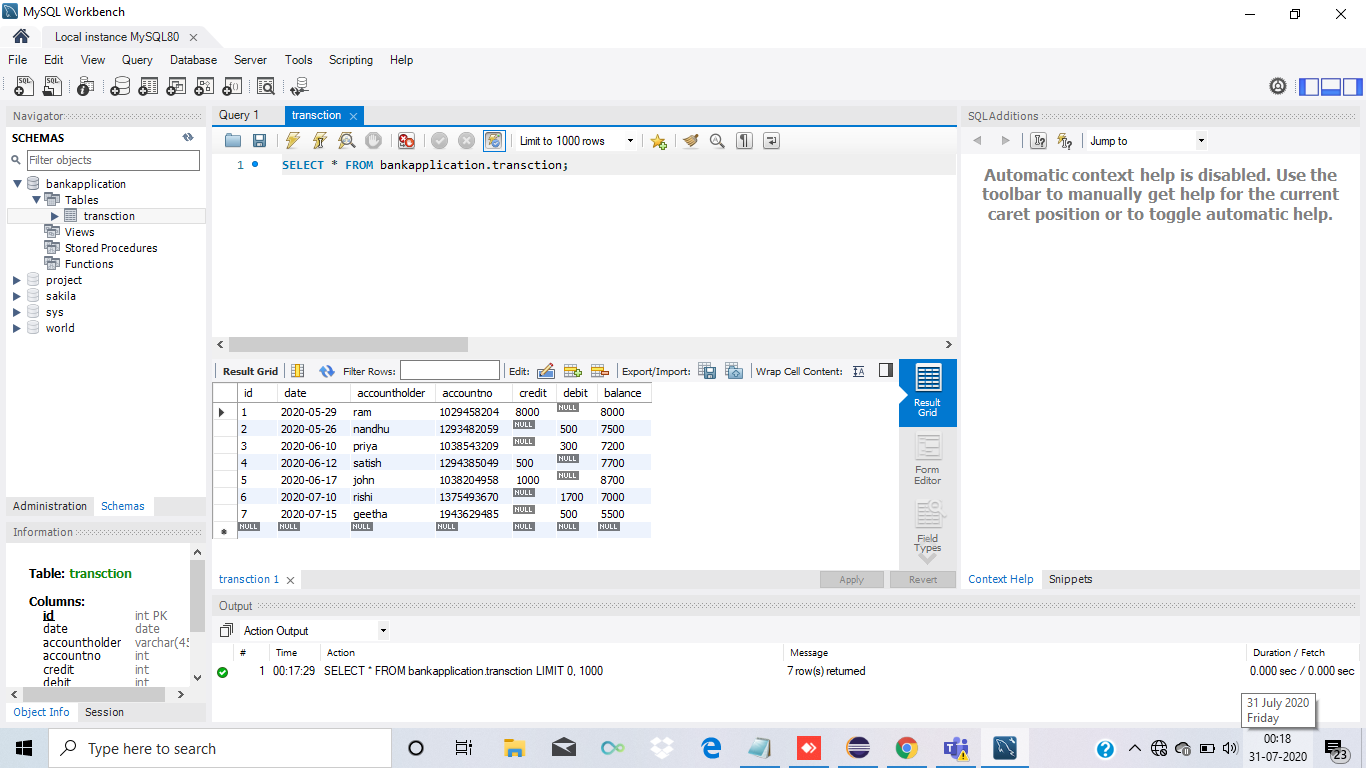 MySQL Workbench
Local instance MySQL80
File Edit View Query Database Server Tools Scripting Help
Navigator
SCHEMAS
Filter objects
bankapplication
Tables
transction
Views
Stored Procedures
Functions
project
sakila
sys
world
Administration Schemas
Information
Table: transction
Columns:
id int PK
date date
accountholder varchar(45
accountno int
credit int
debit int
Object Info Session
Query 1 transction
Limit to 1000 rows
1 SELECT * FROM bankapplication.transction;
Result Grid Filter Rows: Edit: Export/Import: Wrap Cell Content:
id date accountholder accountno credit debit balance
1 2020-05-29 ram 1029458204 8000 NULL 8000
2 2020-05-26 nandhu 1293482059 NULL 500 7500
3 2020-06-10 priya 1038543209 NULL 300 7200
4 2020-06-12 satish 1294385049 500 NULL 7700
5 2020-06-17 john 1038204958 1000 NULL 8700
6 2020-07-10 rishi 1375493670 NULL 1700 7000
7 2020-07-15 geetha 1943629485 NULL 500 5500
NULL NULL NULL NULL NULL NULL NULL
Result
Grid
Form
Editor
Field
Types
transction 1 Apply Revert
SQLAdditions
Jump to
Automatic context help is disabled. Use the
toolbar to manually get help for the current
caret position or to toggle automatic help.
Context Help Snippets
Output
Action Output
# Time Action Message Duration / Fetch
1 00:17:29 SELECT * FROM bankapplication.transction LIMIT 0, 1000 7 row(s) returned 0.000 sec / 0.000 sec
31 July 2020
Friday
Type here to search
00:18
31-07-2020
23